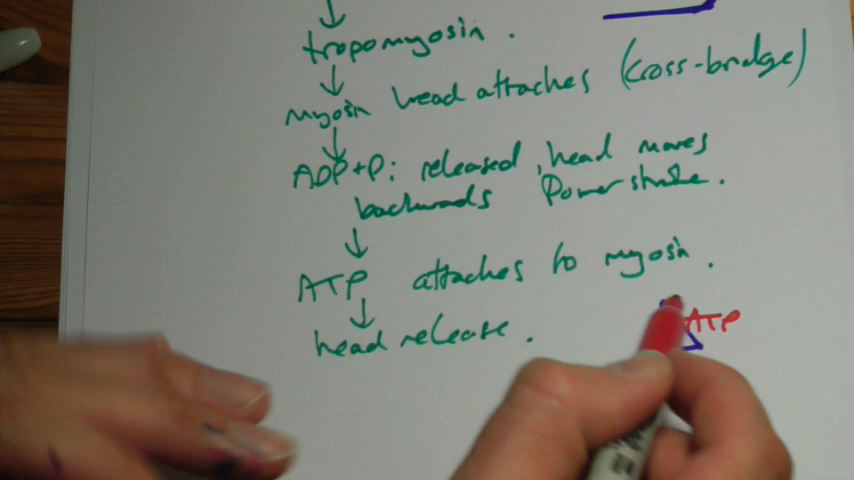 ↓
tropomyosin .
↓
myosin head attaches (cross-bridge)
↓
ADP+Pi released, head moves
backwards Power stroke.
↓
ATP attaches to myosin .
↓
head release .
ATP